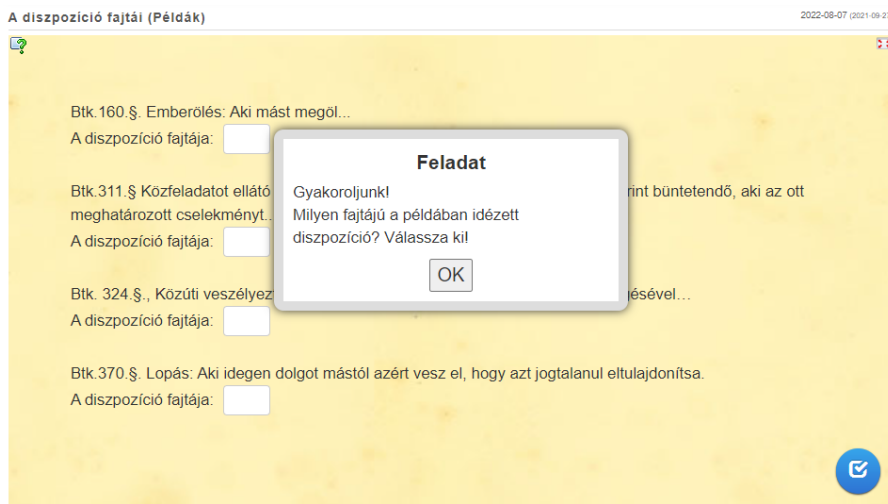 A diszpozíció fajtái (Példák)
2022-08-07 (2021-09-27
Btk.160.§. Emberölés: Aki mást megöl...
A diszpozíció fajtája:
Feladat
Gyakoroljunk!
Milyen fajtájú a példában idézett
diszpozíció? Válassza ki!
OK
Btk.311.§ Közfeladatot ellátó rint büntetendő, aki az ott
meghatározott cselekményt..
A diszpozíció fajtája:
Btk. 324.§., Közúti
A diszpozíció fajtája:
Btk.370.§. Lopás: Aki idegen dolgot mástól azért vesz el, hogy azt jogtalanul eltulajdonítsa.
A diszpozíció fajtája: